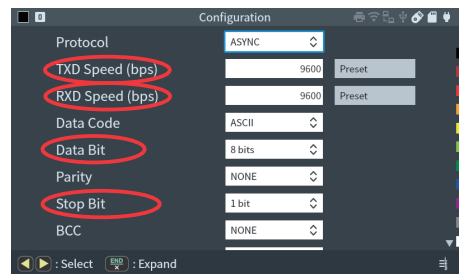 0 Configuration
Protocol ASYNC
TXD Speed (bps) 9600 Preset
RXD Speed (bps) 9600 Preset
Data Code ASCII
Data Bit 8 bits
Parity NONE
Stop Bit 1 bit
BCC NONE
: Select END × : Expand